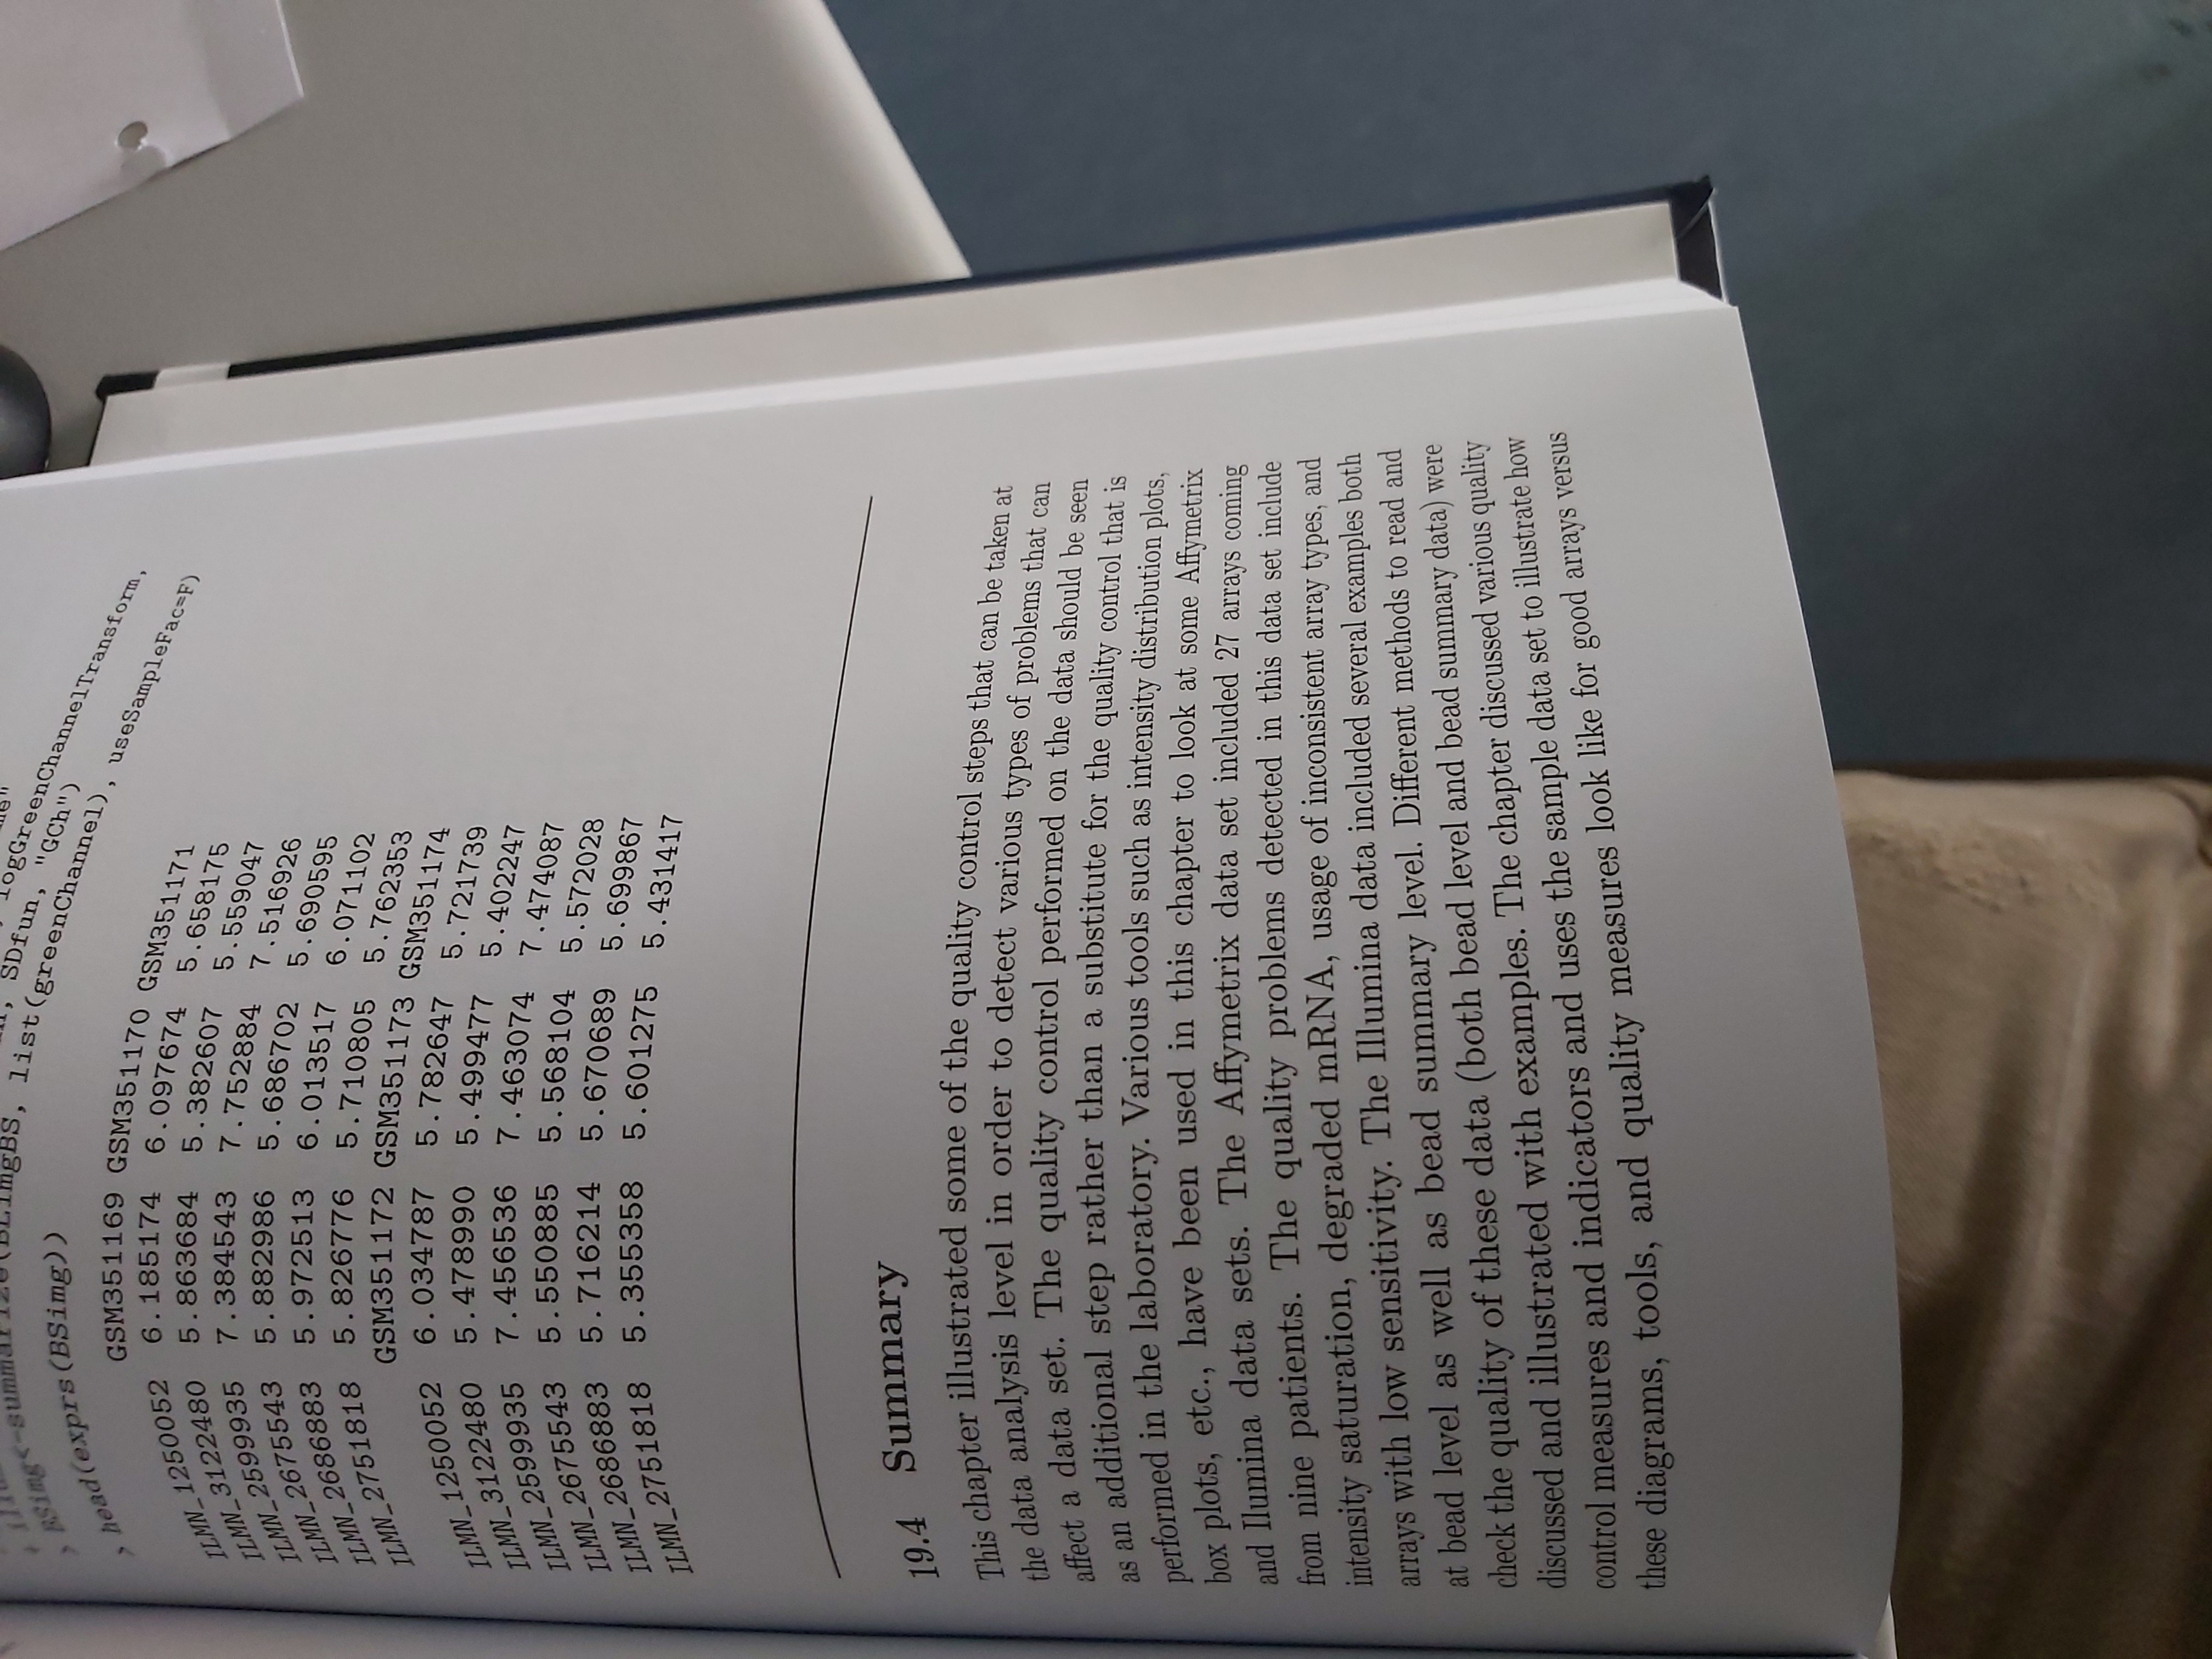 logGreenChannelTransform,
SDfun, "GCh")
> BSimg<-summarize(BLimgBS, list(greenChannel), useSampleFac=F)
> head(exprs(BSimg))
GSM351169 GSM351170 GSM351171
ILMN_1250052 6.185174 6.097674 5.658175
ILMN_3122480 5.863684 5.382607 5.559047
ILMN_2599935 7.384543 7.752884 7.516926
ILMN_2675543 5.882986 5.686702 5.690595
ILMN_2686883 5.972513 6.013517 6.071102
ILMN_2751818 5.826776 5.710805 5.762353
GSM351172 GSM351173 GSM351174
ILMN_1250052 6.034787 5.782647 5.721739
ILMN_3122480 5.478990 5.499477 5.402247
ILMN_2599935 7.456536 7.463074 7.474087
ILMN_2675543 5.550885 5.568104 5.572028
ILMN_2686883 5.716214 5.670689 5.699867
ILMN_2751818 5.355358 5.601275 5.431417
19.4 Summary
This chapter illustrated some of the quality control steps that can be taken at
the data analysis level in order to detect various types of problems that can
affect a data set. The quality control performed on the data should be seen
as an additional step rather than a substitute for the quality control that is
performed in the laboratory. Various tools such as intensity distribution plots,
box plots, etc., have been used in this chapter to look at some Affymetrix
and Ilumina data sets. The Affymetrix data set included 27 arrays coming
from nine patients. The quality problems detected in this data set include
intensity saturation, degraded mRNA, usage of inconsistent array types, and
arrays with low sensitivity. The Illumina data included several examples both
at bead level as well as bead summary level. Different methods to read and
check the quality of these data (both bead level and bead summary data) were
discussed and illustrated with examples. The chapter discussed various quality
control measures and indicators and uses the sample data set to illustrate how
these diagrams, tools, and quality measures look like for good arrays versus